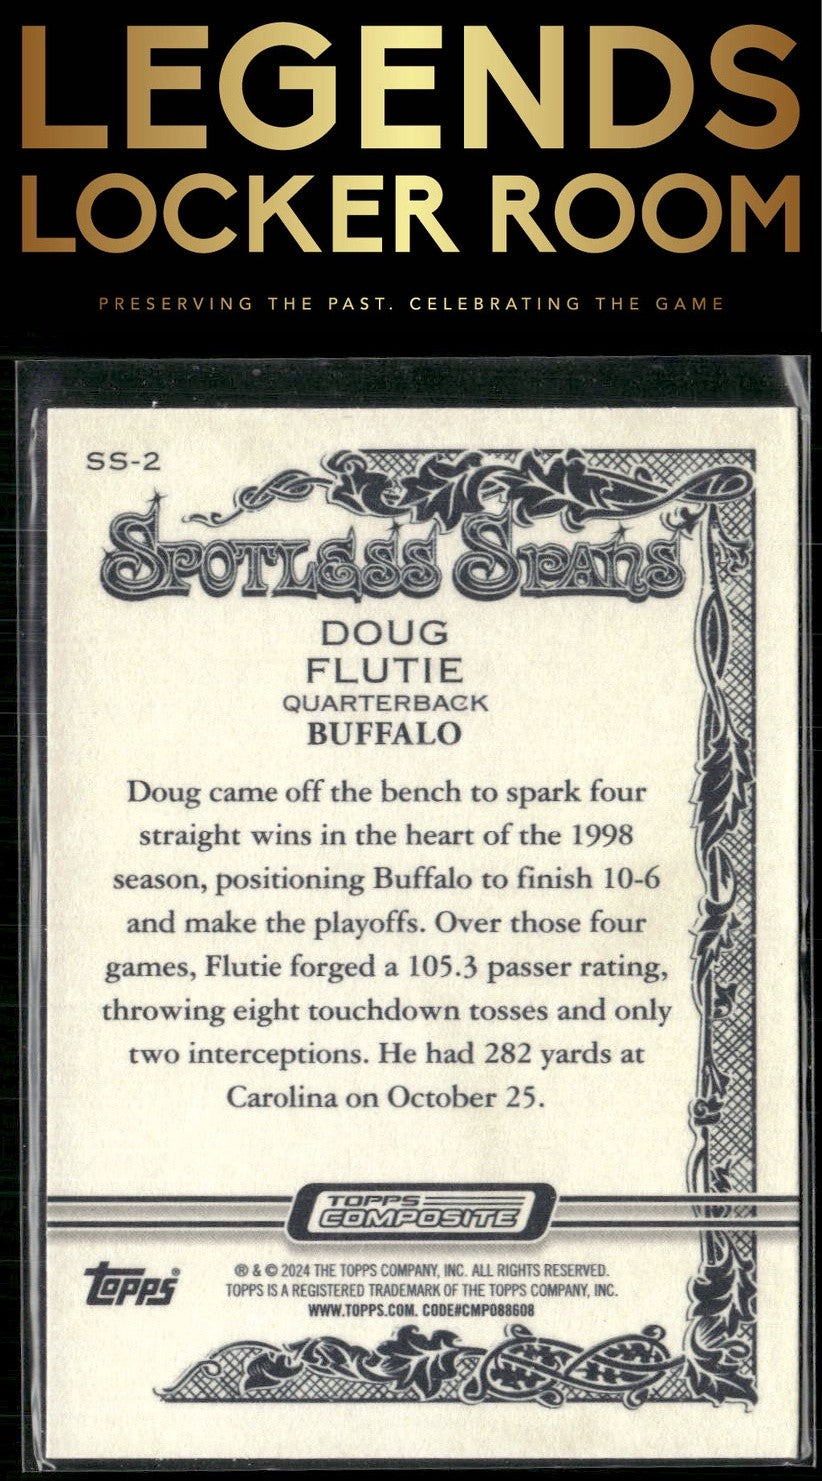 LEGENDS
LOCKER ROOM
PRESERVING THE PAST. CELEBRATING THE GAME
SS-2
SPOTLESS SPANS
DOUG
FLUTIE
QUARTERBACK
BUFFALO
Doug came off the bench to spark four
straight wins in the heart of the 1998
season, positioning Buffalo to finish 10-6
and make the playoffs. Over those four
games, Flutie forged a 105.3 passer rating,
throwing eight touchdown tosses and only
two interceptions. He had 282 yards at
Carolina on October 25.
TOPPS
COMPOSITE
topps®
® & © 2024 THE TOPPS COMPANY, INC. ALL RIGHTS RESERVED.
TOPPS IS A REGISTERED TRADEMARK OF THE TOPPS COMPANY, INC.
WWW.TOPPS.COM. CODE#CMP088608